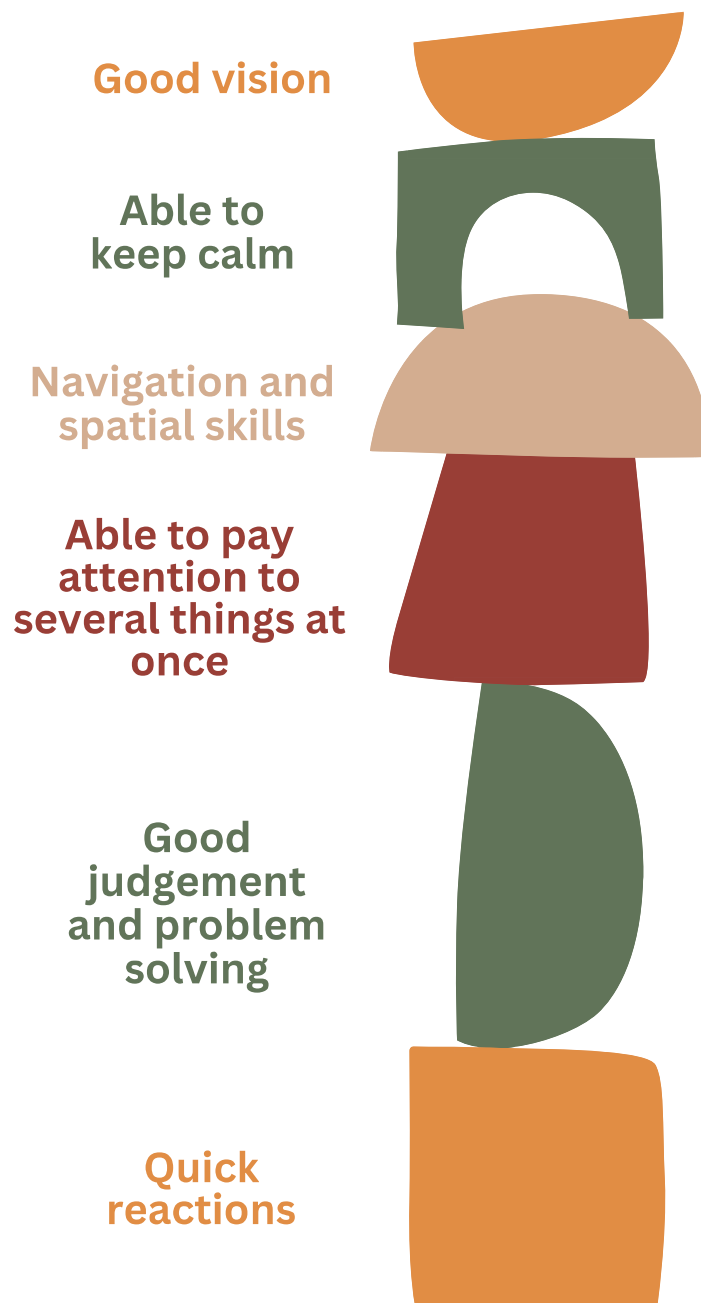 Good vision
Able to
keep calm
Navigation and
spatial skills
Able to pay
attention to
several things at
once
Good
judgement
and problem
solving
Quick
reactions